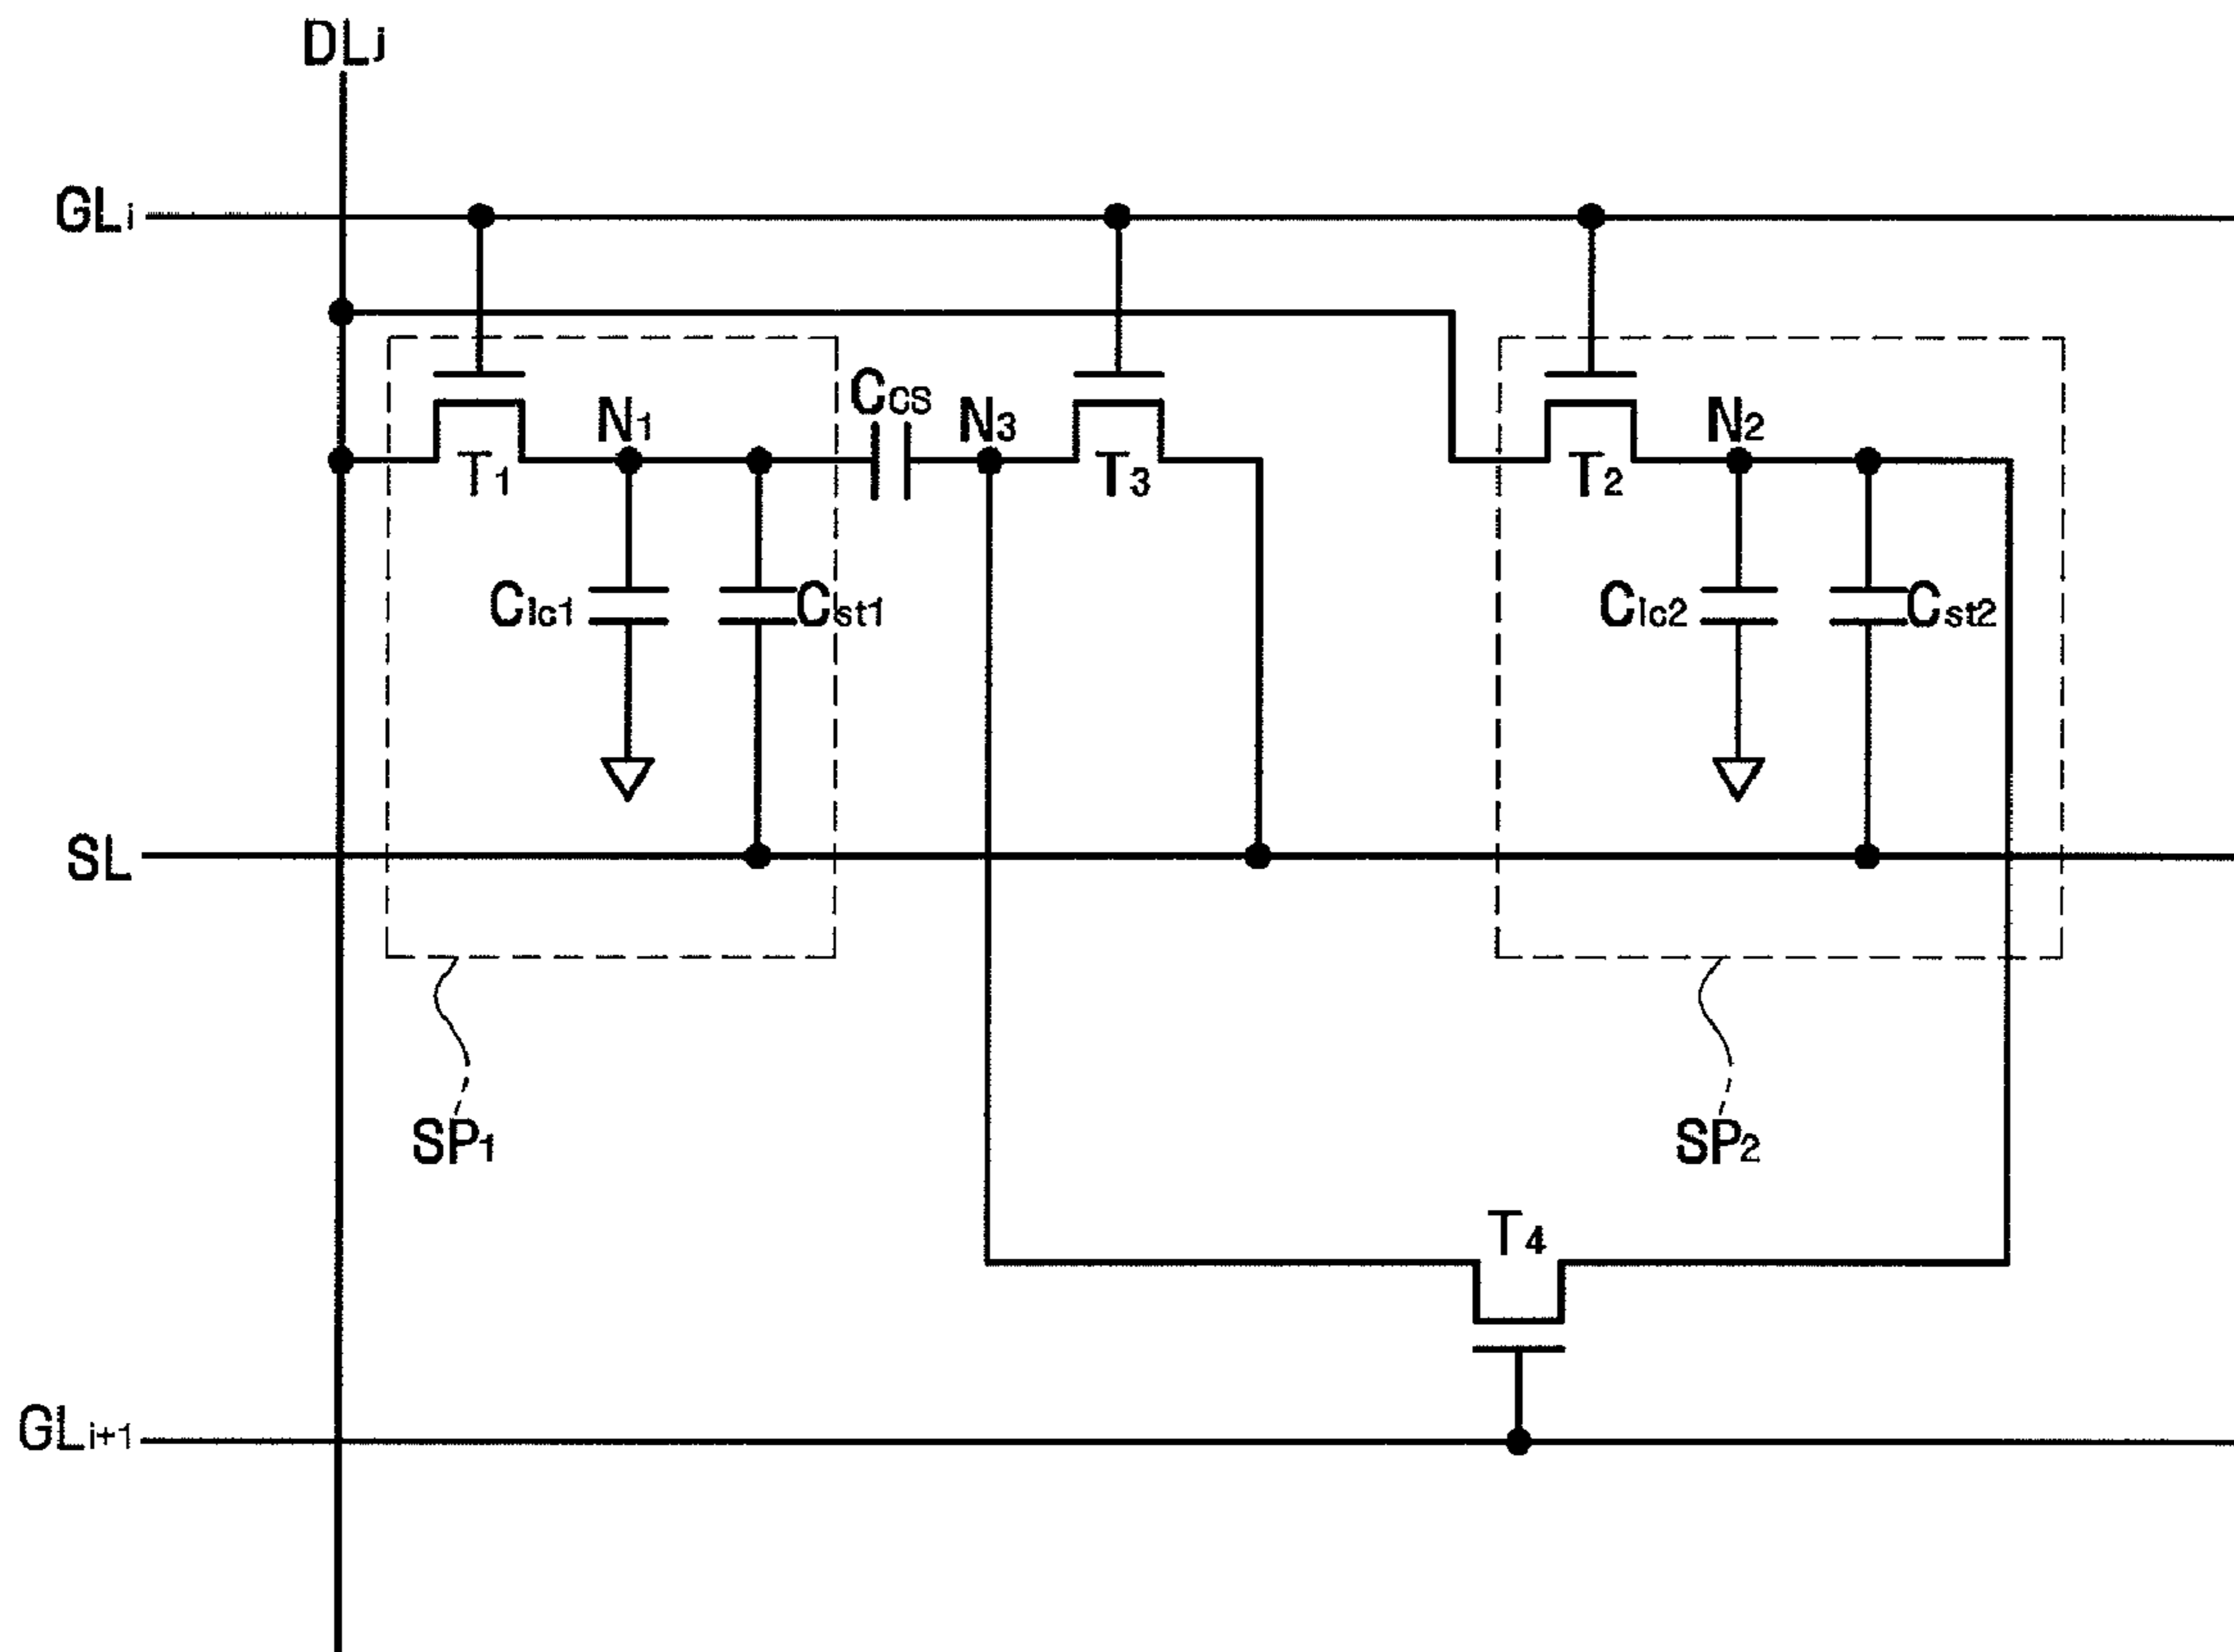 DLj
GLi
CCS
N1
N3
N2
T1
T3
T2
Clc1
Cst1
Clc2
Cst2
SL
SP1
SP2
T4
GLi+1